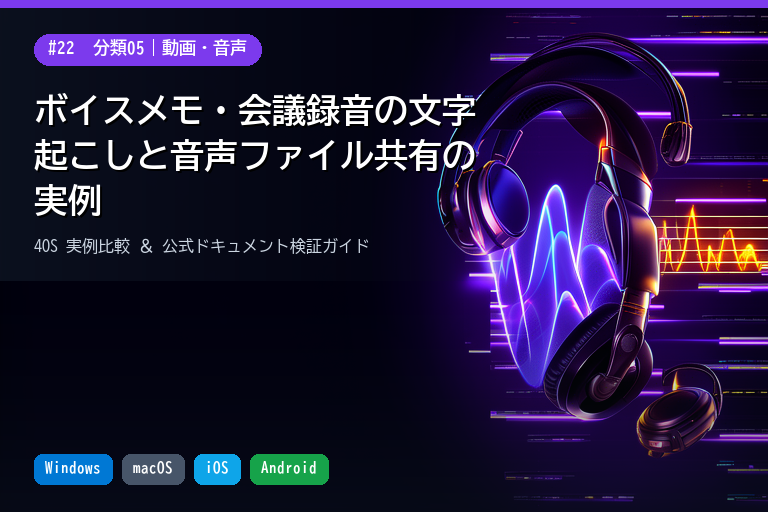 #22 分類05｜動画・音声
ボイスメモ・会議録音の文字
起こしと音声ファイル共有の
実例
4OS 実例比較 ＆ 公式ドキュメント検証ガイド
Windows macOS iOS Android